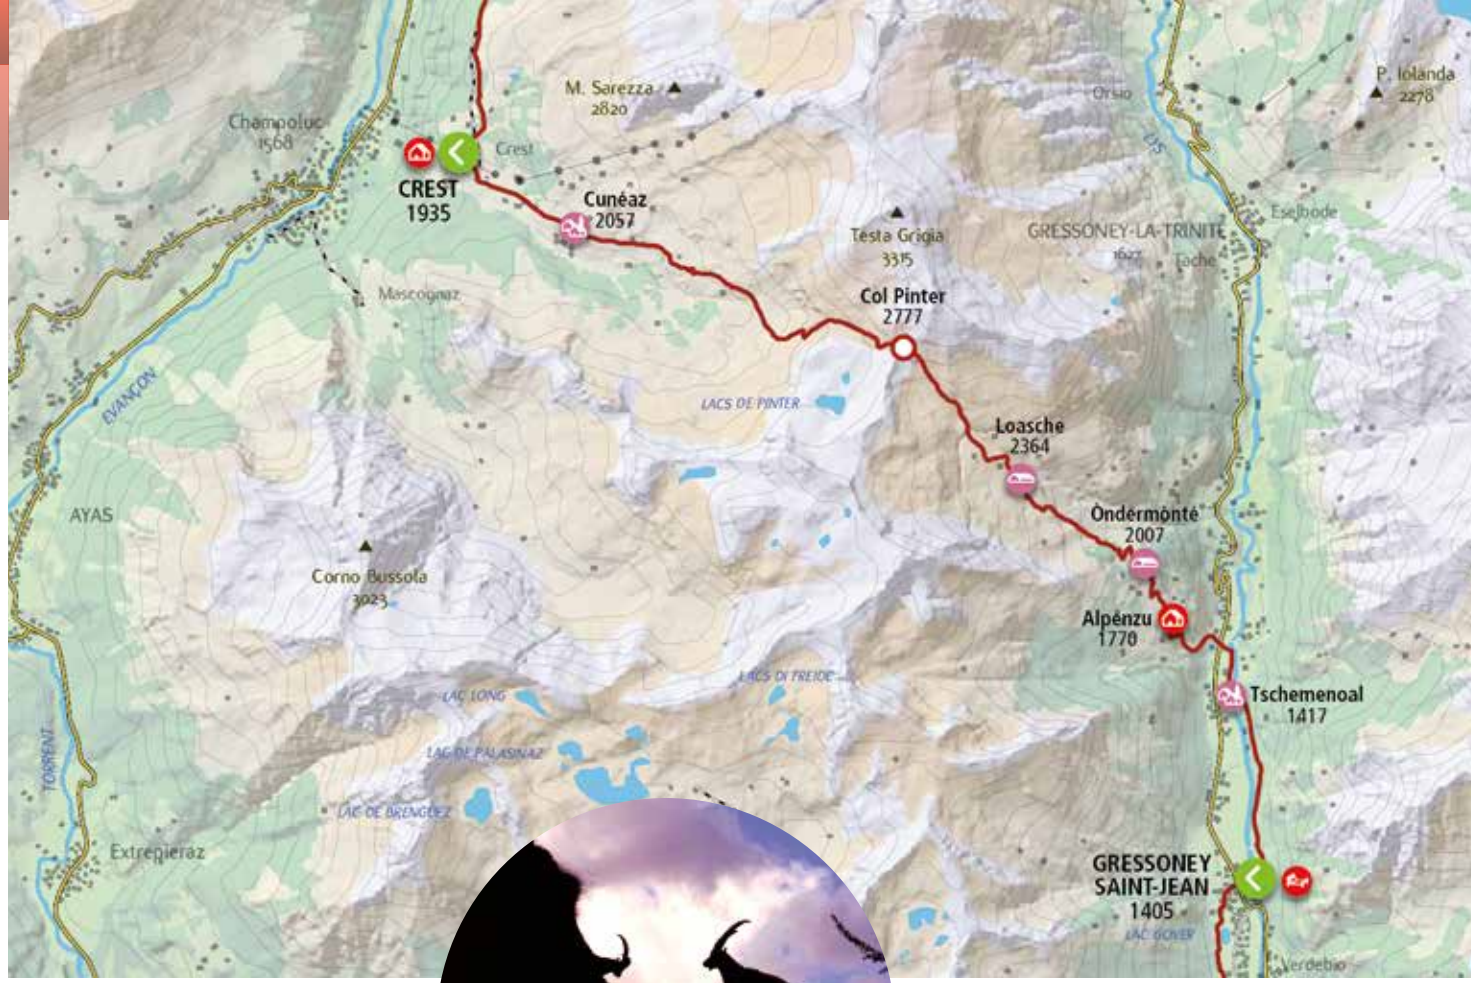 P. Iolanda
2278
M. Sarezza
2820
Orsio
Champoluc
1568
LYS
Crest
CREST
1935
Cunéaz
2057
Eselbode
Testa Grigia
3315
GRESSONEY-LA-TRINITÉ
1627
Tache
Mascognaz
Col Pinter
2777
EVANÇON
LACS DE PINTER
Loasche
2364
AYAS
Ondermonté
2007
Corno Bussola
3023
Alpénzu
1770
LACS DI FREIDE
LAC LONG
Tschemenoal
1417
LAG DE PALASINAZ
TORRENT
LAC DE BRENGUEZ
Extrepieraz
GRESSONEY
SAINT-JEAN
1405
LAC GOVER
Verdebio